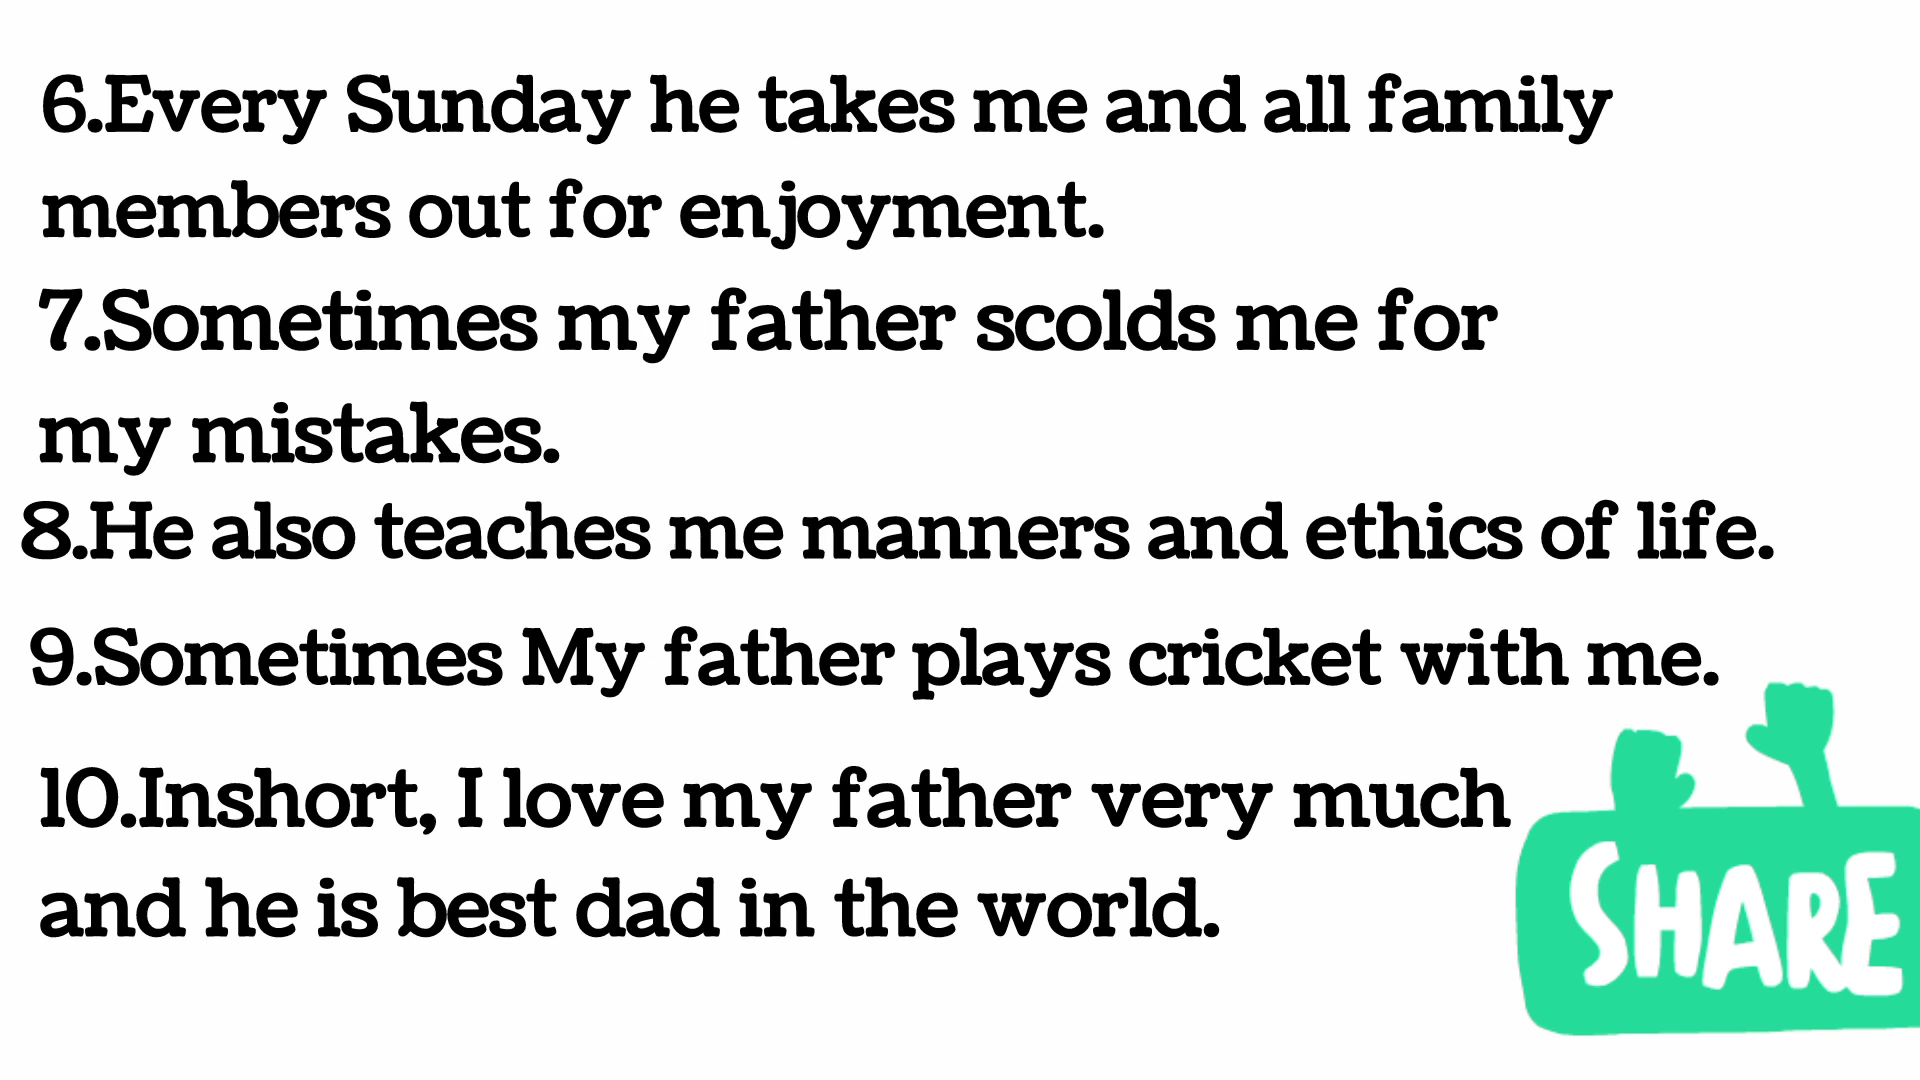 6.Every Sunday he takes me and all family
members out for enjoyment.
7.Sometimes my father scolds me for
my mistakes.
8.He also teaches me manners and ethics of life.
9.Sometimes My father plays cricket with me.
10.Inshort, I love my father very much
and he is best dad in the world.
SHARE